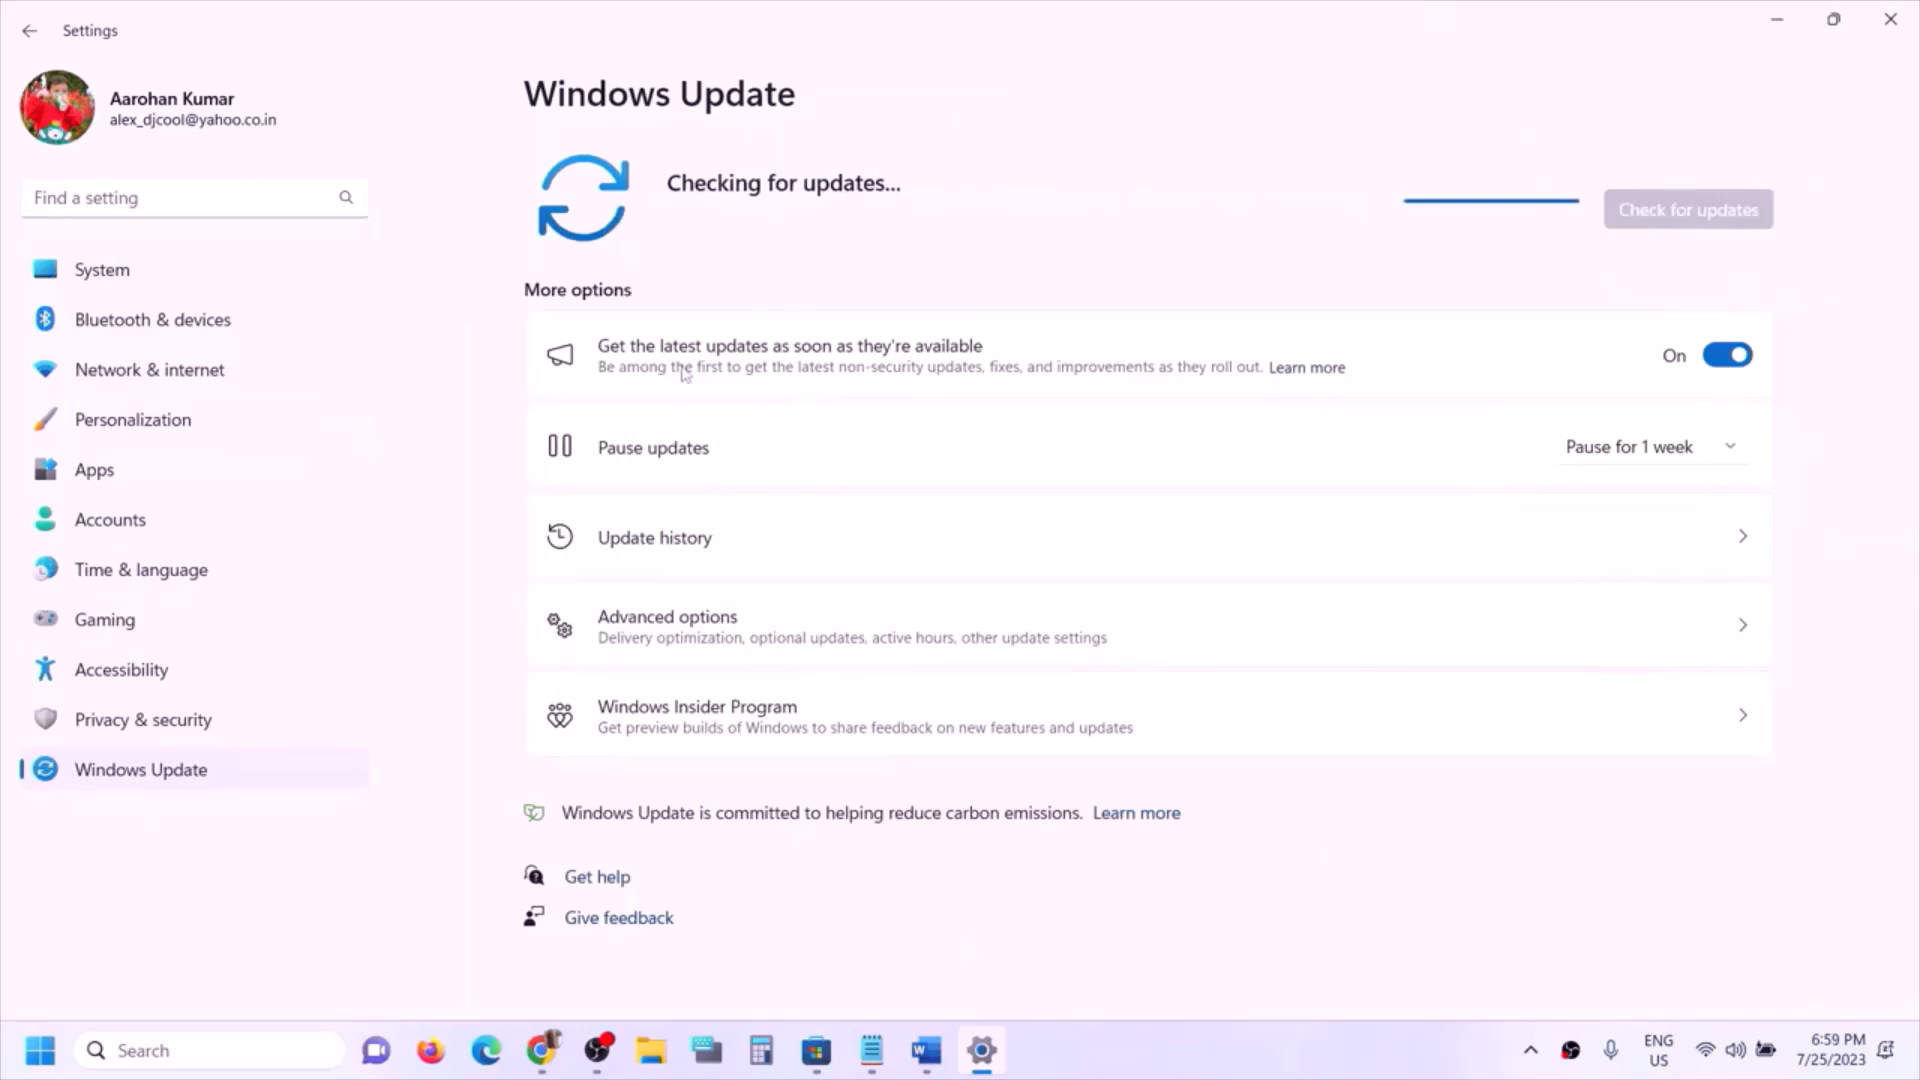 Settings
Aarohan Kumar
alex_djcool@yahoo.co.in
Find a setting
System
Bluetooth & devices
Network & internet
Personalization
Apps
Accounts
Time & language
Gaming
Accessibility
Privacy & security
Windows Update
Windows Update
Checking for updates...
Check for updates
More options
Get the latest updates as soon as they're available
Be among the first to get the latest non-security updates, fixes, and improvements as they roll out. Learn more
On
Pause updates
Pause for 1 week
Update history
Advanced options
Delivery optimization, optional updates, active hours, other update settings
Windows Insider Program
Get preview builds of Windows to share feedback on new features and updates
Windows Update is committed to helping reduce carbon emissions. Learn more
Get help
Give feedback
Search
ENG
US
6:59 PM
7/25/2023